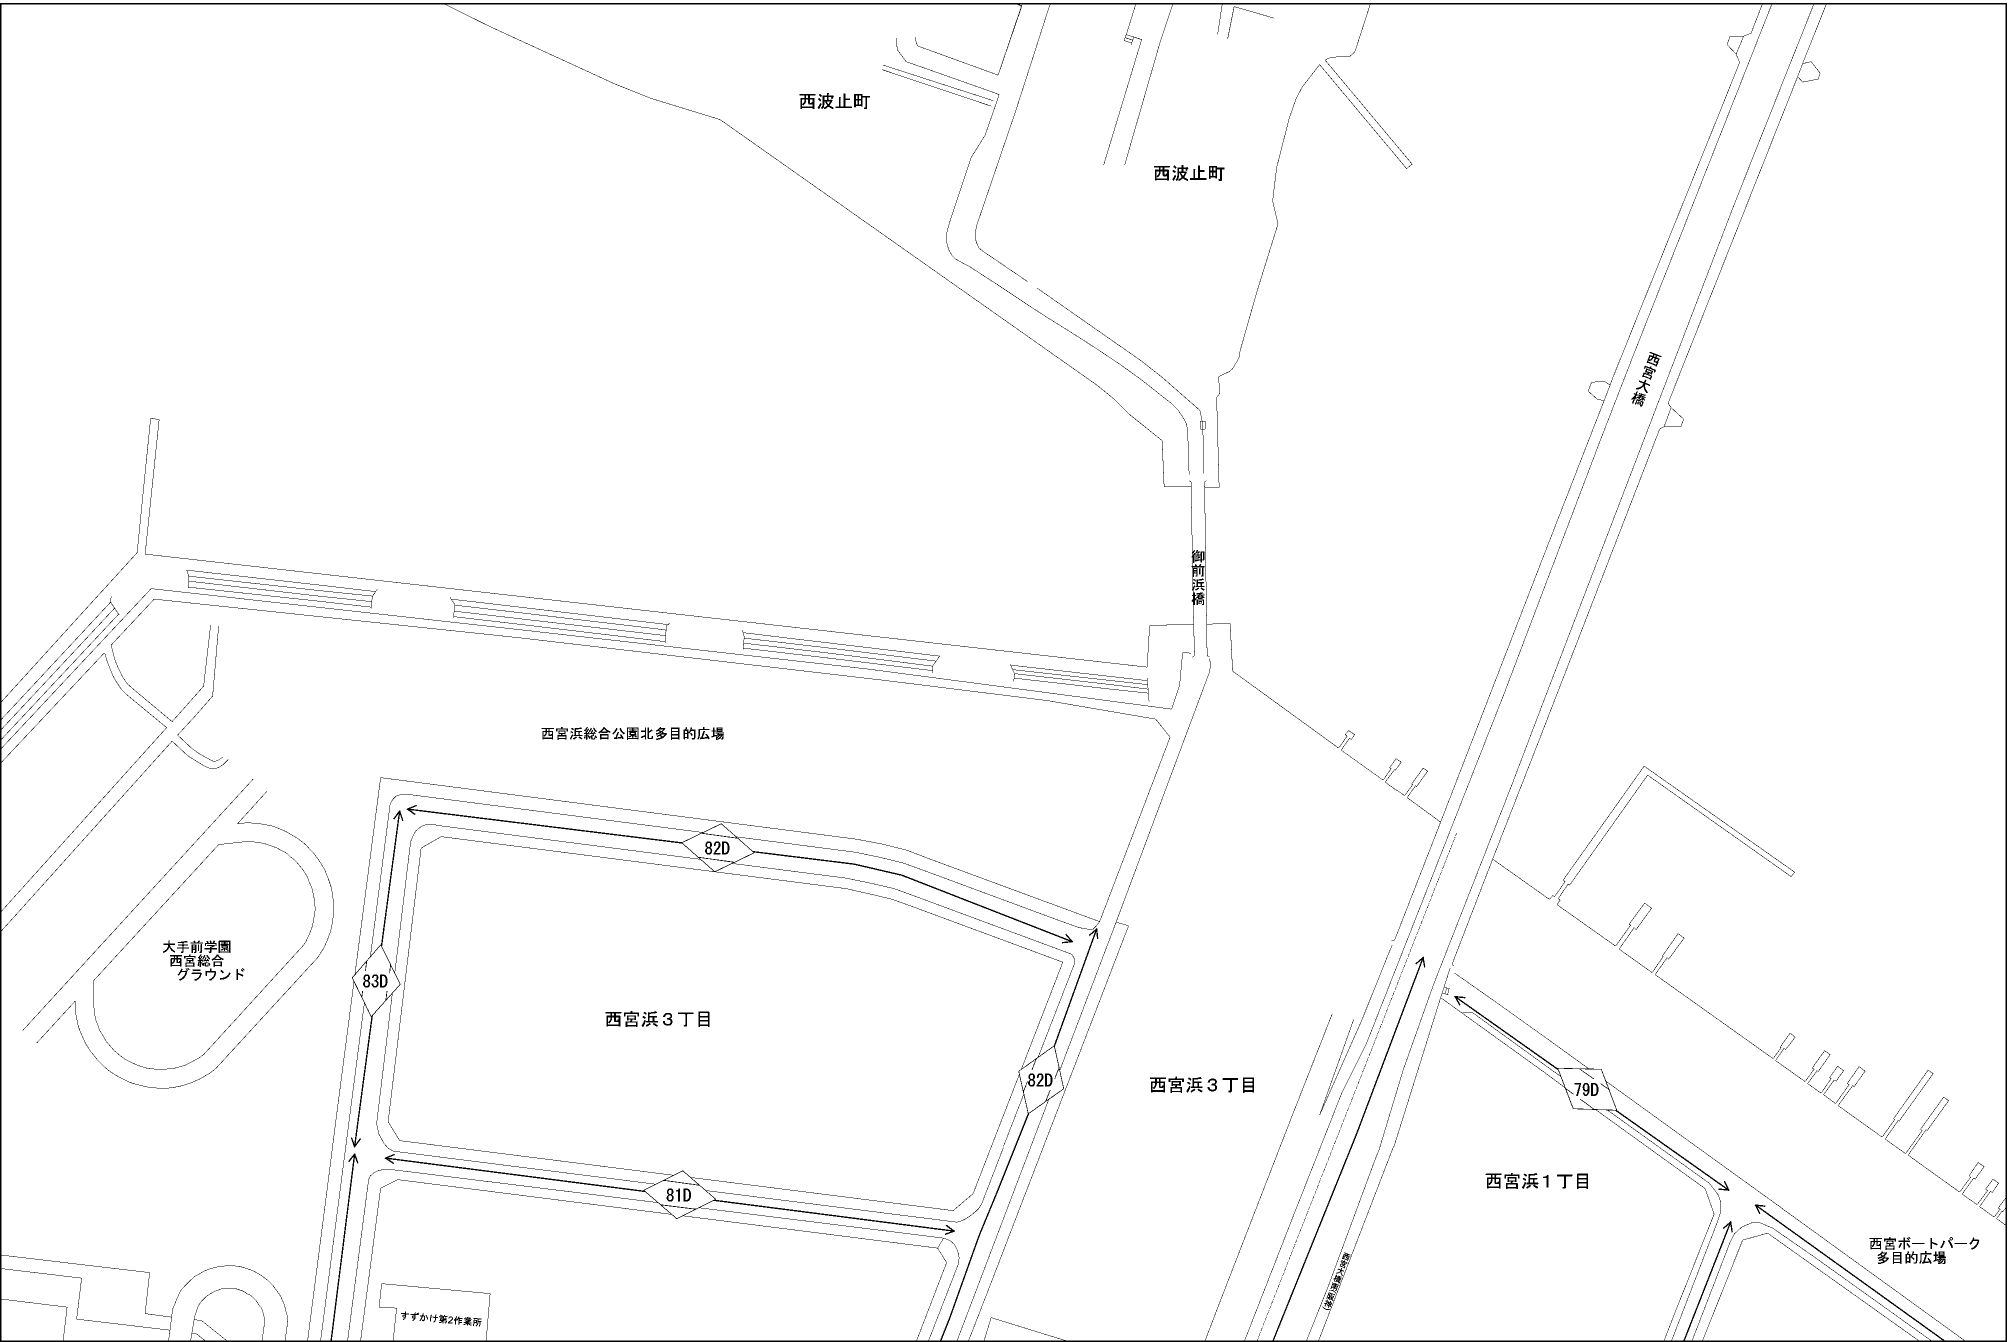 西波止町
西波止町
西宮大橋
御前浜橋
西宮浜総合公園北多目的広場
82D
大手前学園
西宮総合
グラウンド
83D
西宮浜3丁目
82D
西宮浜3丁目
79D
西宮浜1丁目
81D
西宮ボートパーク
多目的広場
すずかけ第2作業所